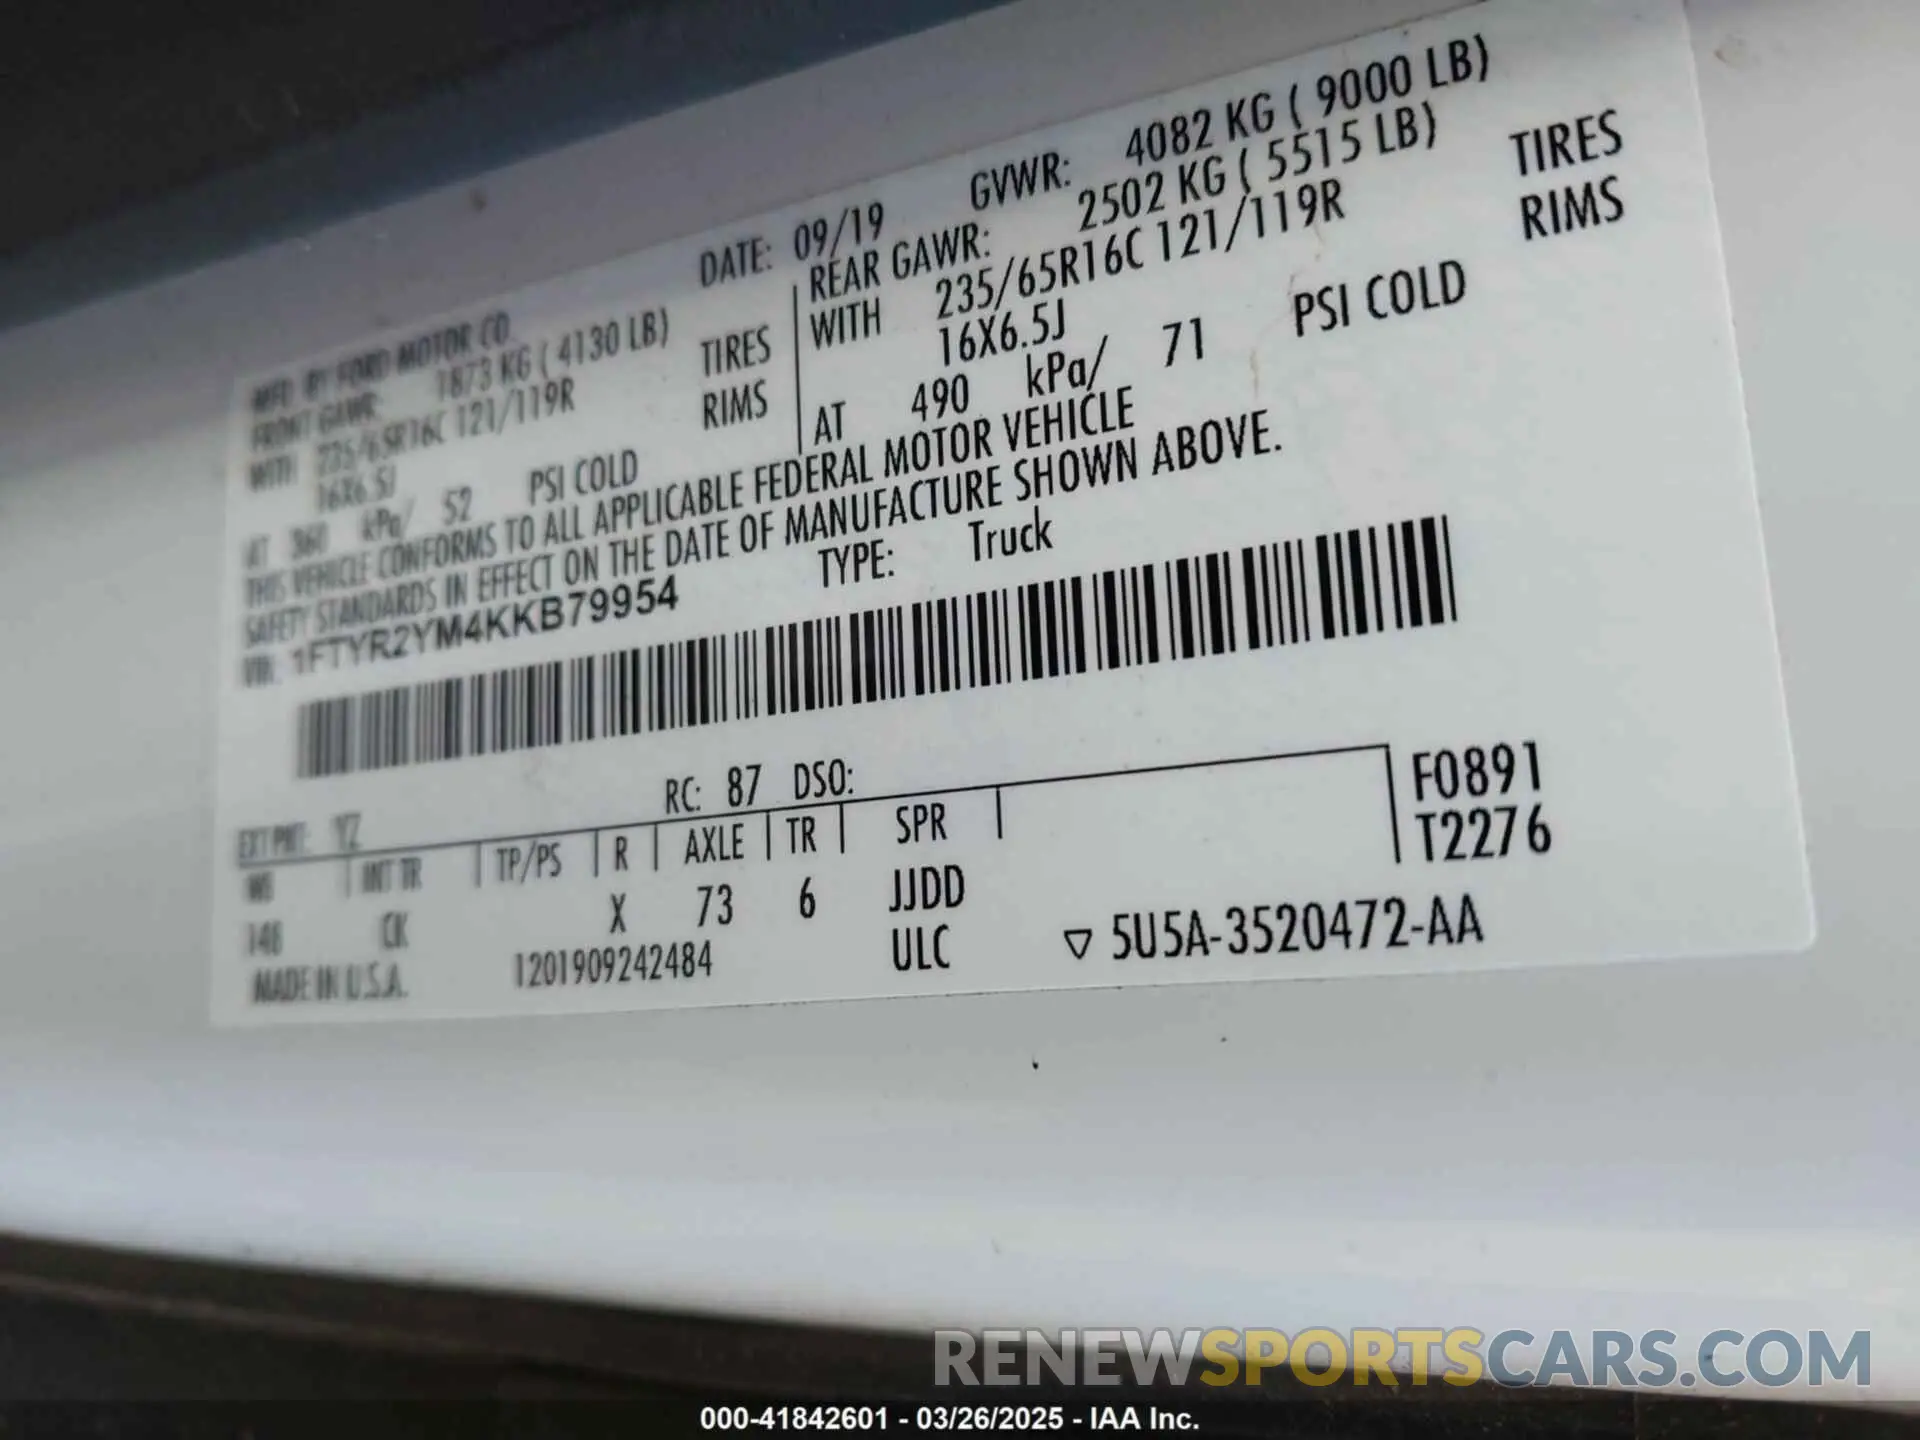 MFD. BY FORD MOTOR CO. DATE: 09/19 GVWR: 4082 KG ( 9000 LB)
FRONT GAWR: 1873 KG ( 4130 LB) REAR GAWR: 2502 KG ( 5515 LB)
WITH 235/65R16C 121/119R TIRES WITH 235/65R16C 121/119R TIRES
16X6.5J RIMS 16X6.5J RIMS
AT 360 kPa/ 52 PSI COLD AT 490 kPa/ 71 PSI COLD
THIS VEHICLE CONFORMS TO ALL APPLICABLE FEDERAL MOTOR VEHICLE
SAFETY STANDARDS IN EFFECT ON THE DATE OF MANUFACTURE SHOWN ABOVE.
VIN: 1FTYR2YM4KKB79954 TYPE: Truck
F0891
T2276
EXT PNT: YZ RC: 87 DSO:
WB INT TR TP/PS R AXLE TR SPR
148 CK X 73 6 JJDD
MADE IN U.S.A. 1201909242484 ULC ▽ 5U5A-3520472-AA
RENEWSPORTSCARS.COM
000-41842601 - 03/26/2025 - IAA Inc.